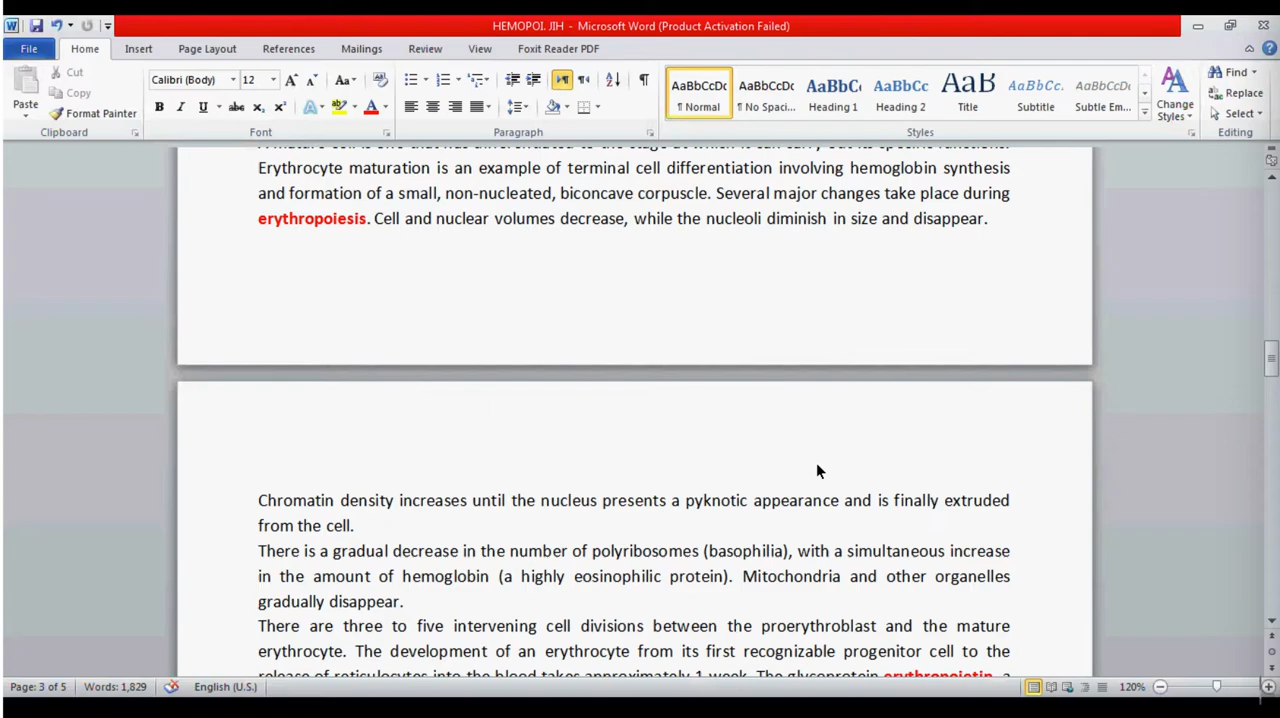 HEMOPOI. JIH - Microsoft Word (Product Activation Failed)
File Home Insert Page Layout References Mailings Review View Foxit Reader PDF
Paste
Cut
Copy
Format Painter
Clipboard
Calibri (Body) 12
Font
Paragraph
AaBbCcDc AaBbCcDc AaBbC AaBbCc AaB AaBbCc. AaBbCcDc
¶ Normal ¶ No Spaci... Heading 1 Heading 2 Title Subtitle Subtle Em...
Change
Styles
Styles
Find
Replace
Select
Editing
A mature cell is one that has differentiated to the stage at which it can carry out its specific functions.
Erythrocyte maturation is an example of terminal cell differentiation involving hemoglobin synthesis
and formation of a small, non-nucleated, biconcave corpuscle. Several major changes take place during
erythropoiesis. Cell and nuclear volumes decrease, while the nucleoli diminish in size and disappear.
Chromatin density increases until the nucleus presents a pyknotic appearance and is finally extruded
from the cell.
There is a gradual decrease in the number of polyribosomes (basophilia), with a simultaneous increase
in the amount of hemoglobin (a highly eosinophilic protein). Mitochondria and other organelles
gradually disappear.
There are three to five intervening cell divisions between the proerythroblast and the mature
erythrocyte. The development of an erythrocyte from its first recognizable progenitor cell to the
release of reticulocytes into the blood takes approximately 1 week. The glycoprotein erythropoietin, a
Page: 3 of 5 Words: 1,829 English (U.S.) 120%